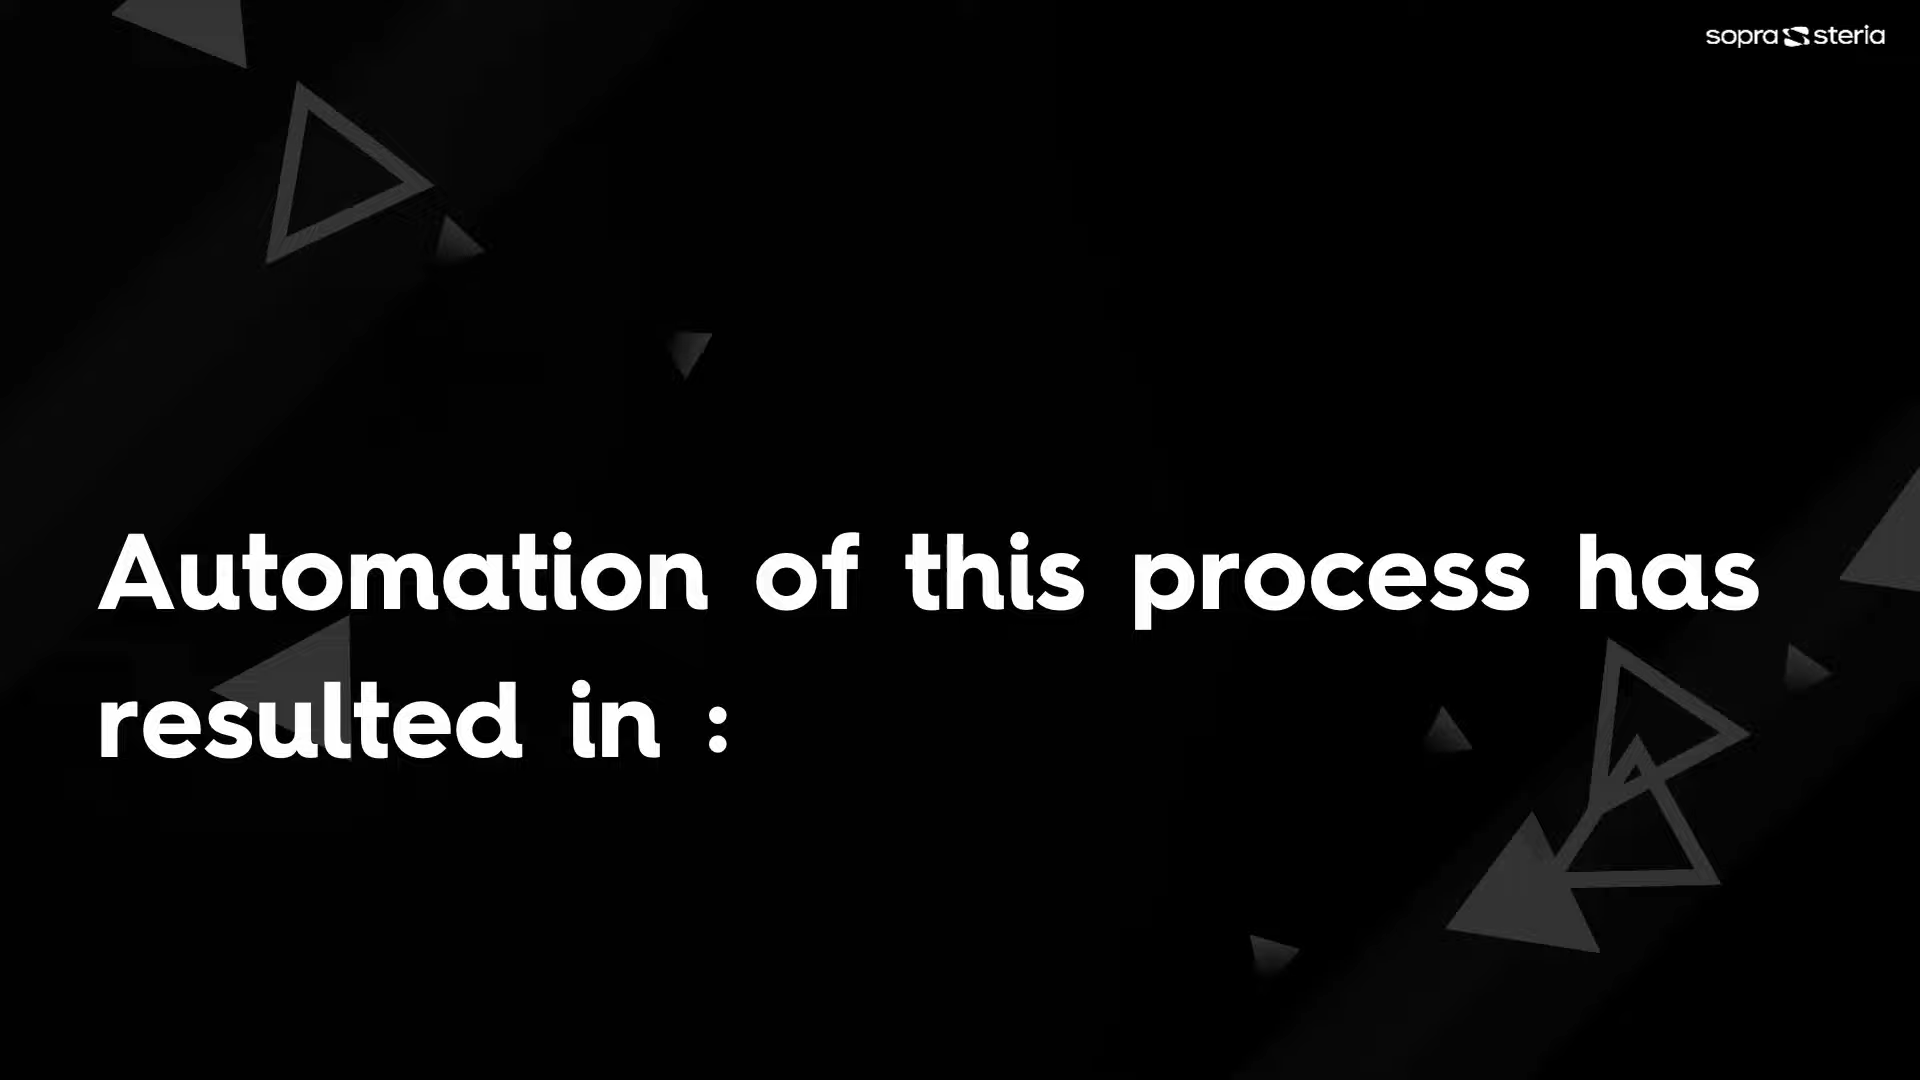 sopra steria
Automation of this process has
resulted in :